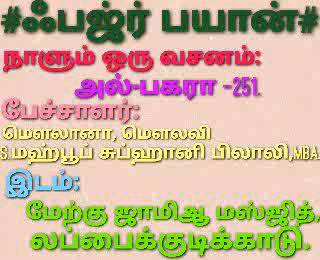 #ஃபஜ்ர் பயான்#
நாளும் ஒரு வசனம்:
அல்-பகரா -251.
பேச்சாளர்:
மௌலானா, மௌலவி
S.மஹ்பூப் சுப்ஹானி பிலாலி,MBA.
இடம்:
மேற்கு ஜாமிஆ மஸ்ஜித்,
லப்பைக்குடிக்காடு.